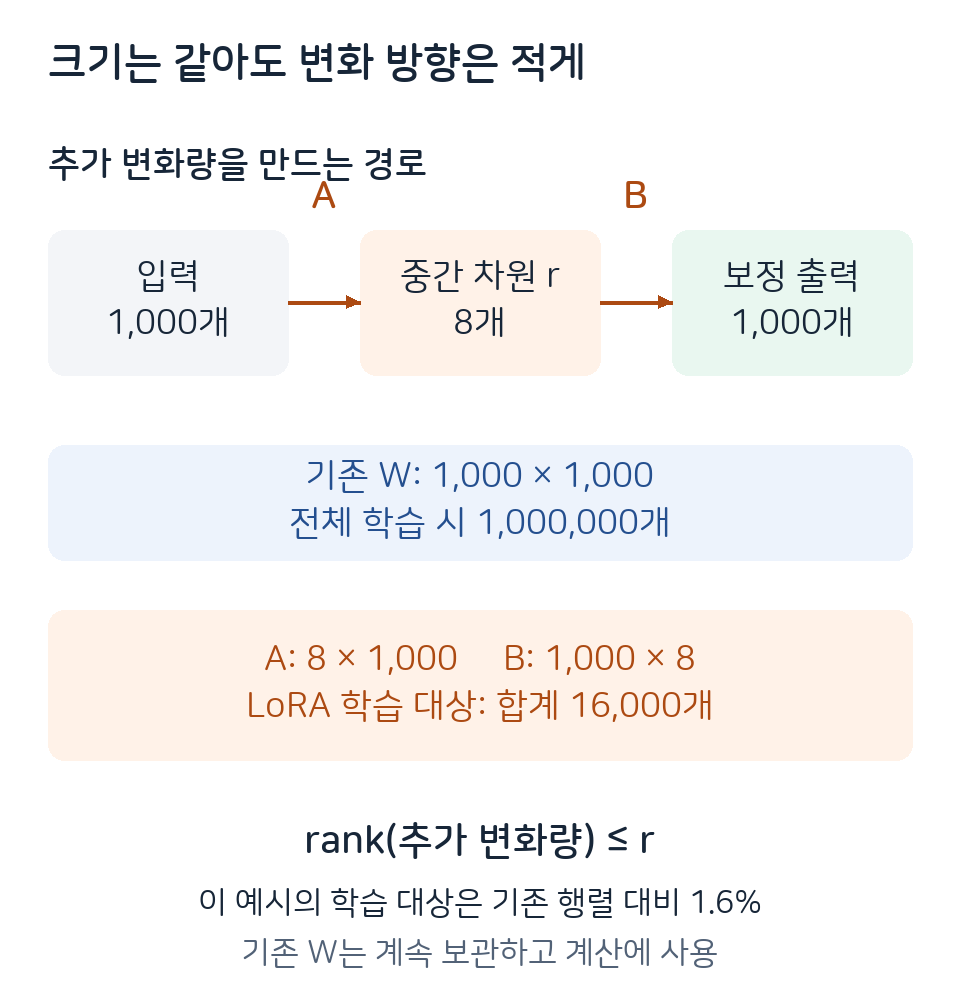 크기는 같아도 변화 방향은 적게
추가 변화량을 만드는 경로
A
B
입력
1,000개
중간 차원 r
8개
보정 출력
1,000개
기존 W: 1,000 × 1,000
전체 학습 시 1,000,000개
A: 8 × 1,000 B: 1,000 × 8
LoRA 학습 대상: 합계 16,000개
rank(추가 변화량) ≤ r
이 예시의 학습 대상은 기존 행렬 대비 1.6%
기존 W는 계속 보관하고 계산에 사용